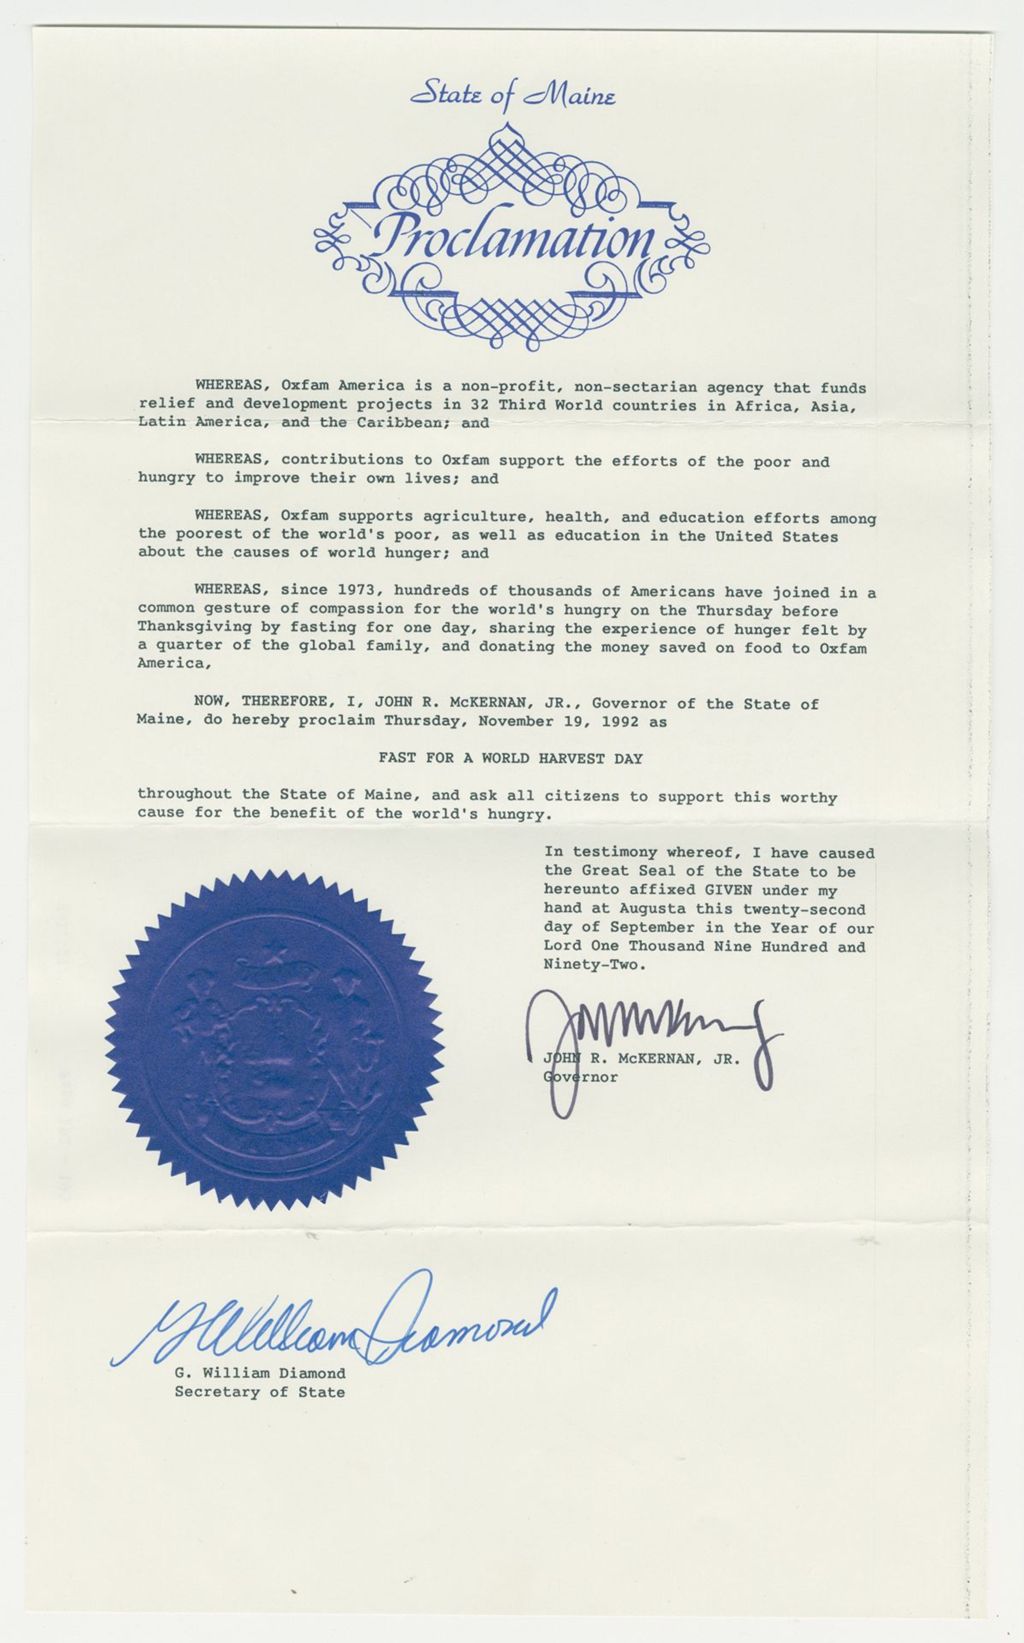 State of Maine
Proclamation
WHEREAS, Oxfam America is a non-profit, non-sectarian agency that funds
relief and development projects in 32 Third World countries in Africa, Asia,
Latin America, and the Caribbean; and
WHEREAS, contributions to Oxfam support the efforts of the poor and
hungry to improve their own lives; and
WHEREAS, Oxfam supports agriculture, health, and education efforts among
the poorest of the world's poor, as well as education in the United States
about the causes of world hunger; and
WHEREAS, since 1973, hundreds of thousands of Americans have joined in a
common gesture of compassion for the world's hungry on the Thursday before
Thanksgiving by fasting for one day, sharing the experience of hunger felt by
a quarter of the global family, and donating the money saved on food to Oxfam
America,
NOW, THEREFORE, I, JOHN R. McKERNAN, JR., Governor of the State of
Maine, do hereby proclaim Thursday, November 19, 1992 as
FAST FOR A WORLD HARVEST DAY
throughout the State of Maine, and ask all citizens to support this worthy
cause for the benefit of the world's hungry.
In testimony whereof, I have caused
the Great Seal of the State to be
hereunto affixed GIVEN under my
hand at Augusta this twenty-second
day of September in the Year of our
Lord One Thousand Nine Hundred and
Ninety-Two.
JOHN R. McKERNAN, JR.
Governor
G William Diamond
G. William Diamond
Secretary of State